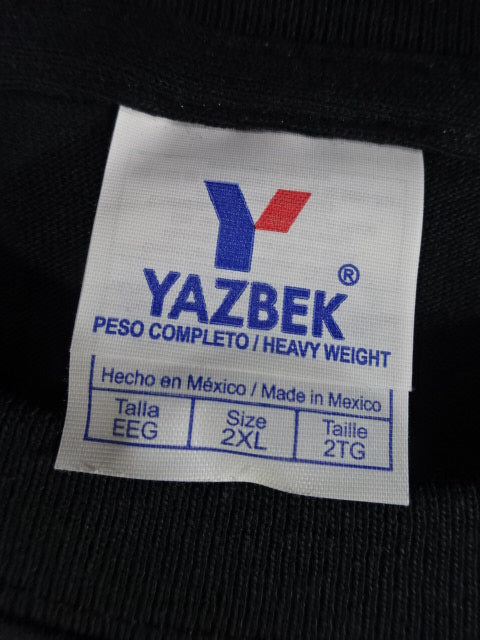 Y
YAZBEK®
PESO COMPLETO / HEAVY WEIGHT
Hecho en México / Made in Mexico
Talla Size Taille
EEG 2XL 2TG